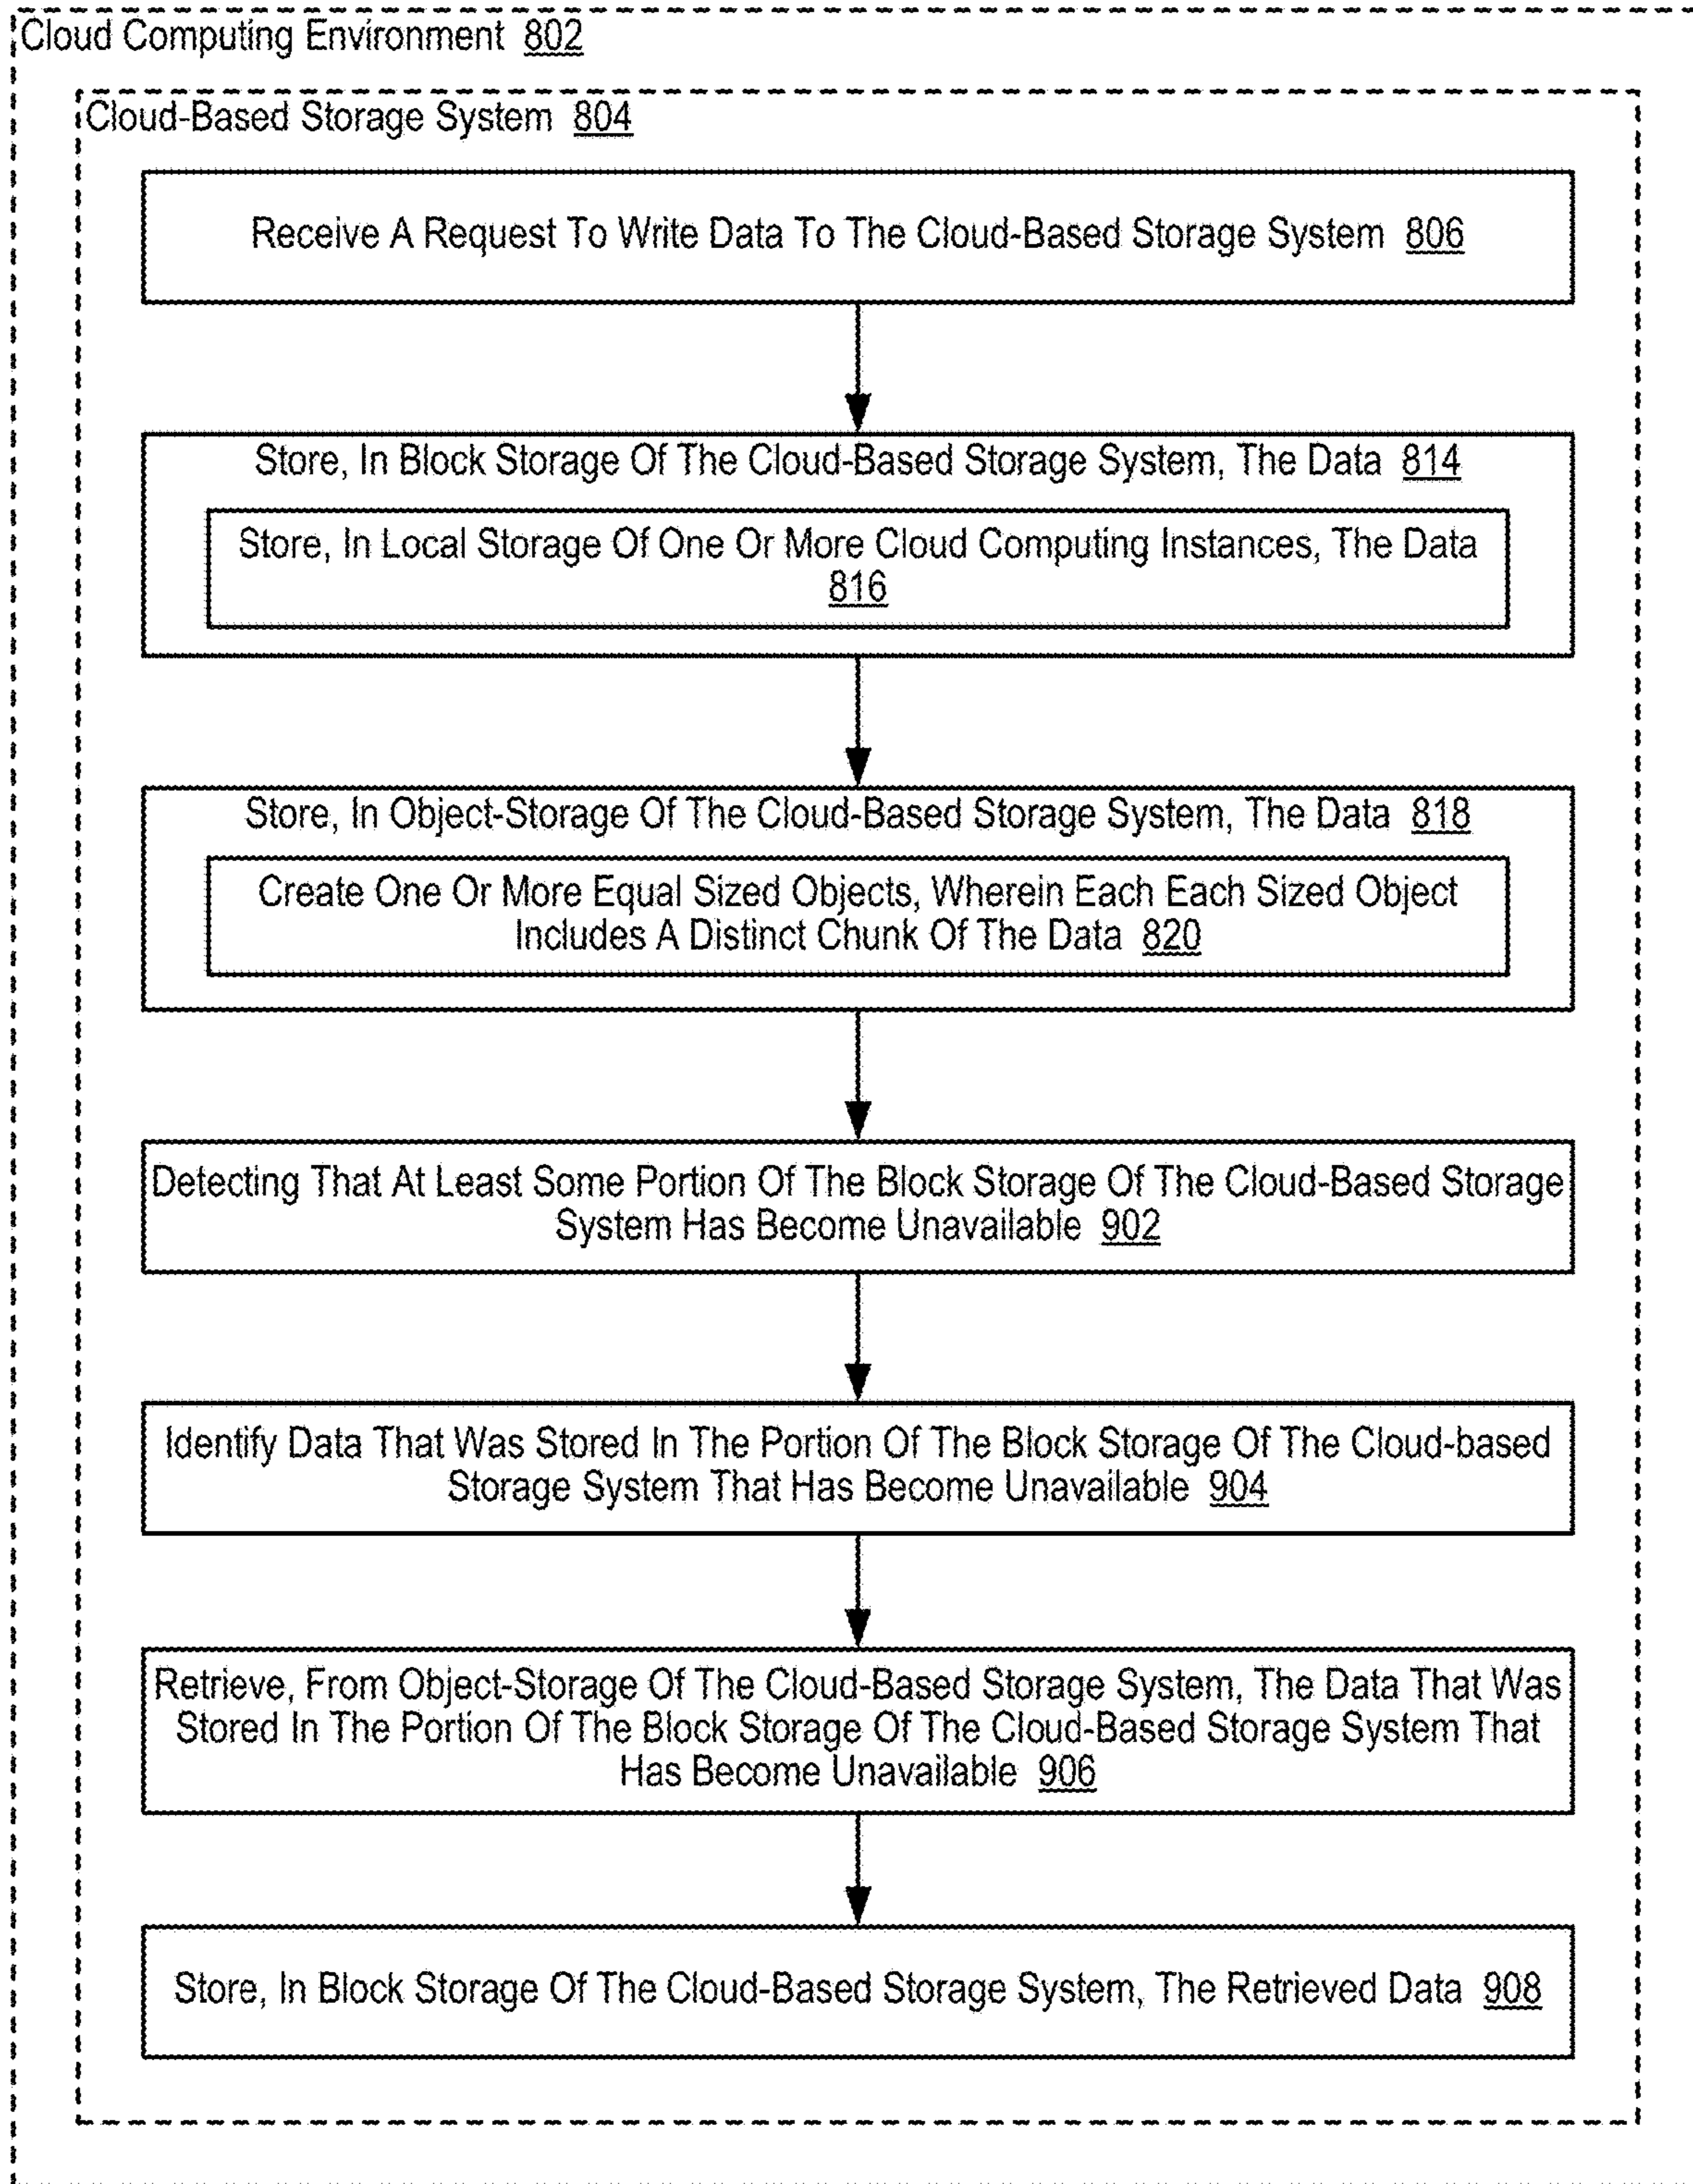 Cloud Computing Environment 802
Cloud-Based Storage System 804
Receive A Request To Write Data To The Cloud-Based Storage System 806
Store, In Block Storage Of The Cloud-Based Storage System, The Data 814
Store, In Local Storage Of One Or More Cloud Computing Instances, The Data
816
Store, In Object-Storage Of The Cloud-Based Storage System, The Data 818
Create One Or More Equal Sized Objects, Wherein Each Each Sized Object
Includes A Distinct Chunk Of The Data 820
Detecting That At Least Some Portion Of The Block Storage Of The Cloud-Based Storage
System Has Become Unavailable 902
Identify Data That Was Stored In The Portion Of The Block Storage Of The Cloud-based
Storage System That Has Become Unavailable 904
Retrieve, From Object-Storage Of The Cloud-Based Storage System, The Data That Was
Stored In The Portion Of The Block Storage Of The Cloud-Based Storage System That
Has Become Unavailable 906
Store, In Block Storage Of The Cloud-Based Storage System, The Retrieved Data 908